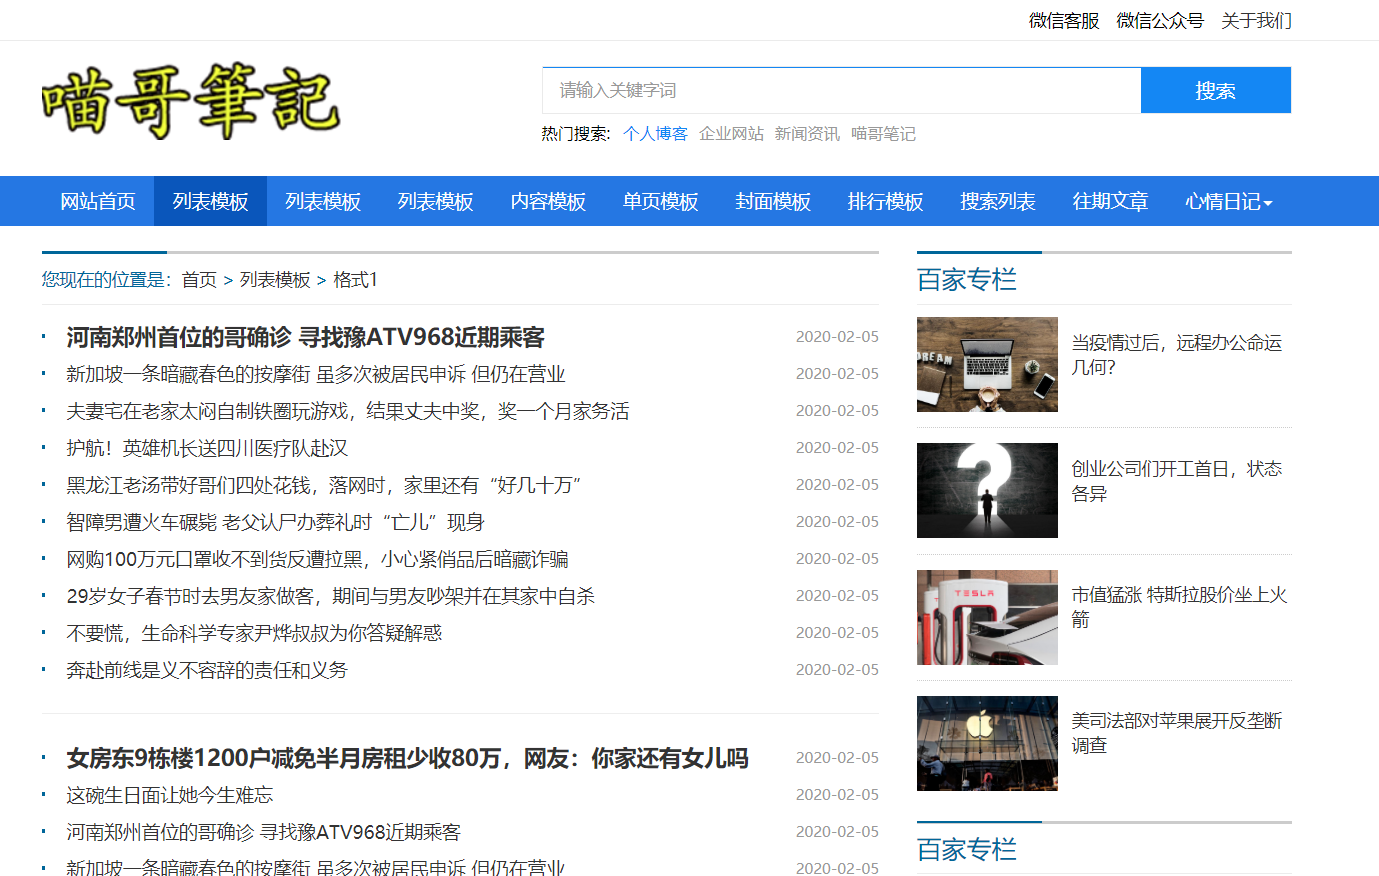 微信客服 微信公众号 关于我们
喵哥筆記
请输入关键字词
搜索
热门搜索: 个人博客 企业网站 新闻资讯 喵哥笔记
网站首页 列表模板 列表模板 列表模板 内容模板 单页模板 封面模板 排行模板 搜索列表 往期文章 心情日记
您现在的位置是：首页 > 列表模板 > 格式1
河南郑州首位的哥确诊 寻找豫ATV968近期乘客 2020-02-05
新加坡一条暗藏春色的按摩街 虽多次被居民申诉 但仍在营业 2020-02-05
夫妻宅在老家太闷自制铁圈玩游戏，结果丈夫中奖，奖一个月家务活 2020-02-05
护航！英雄机长送四川医疗队赴汉 2020-02-05
黑龙江老汤带好哥们四处花钱，落网时，家里还有“好几十万” 2020-02-05
智障男遭火车碾毙 老父认尸办葬礼时“亡儿”现身 2020-02-05
网购100万元口罩收不到货反遭拉黑，小心紧俏品后暗藏诈骗 2020-02-05
29岁女子春节时去男友家做客，期间与男友吵架并在其家中自杀 2020-02-05
不要慌，生命科学专家尹烨叔叔为你答疑解惑 2020-02-05
奔赴前线是义不容辞的责任和义务 2020-02-05
女房东9栋楼1200户减免半月房租少收80万，网友：你家还有女儿吗 2020-02-05
这碗生日面让她今生难忘 2020-02-05
河南郑州首位的哥确诊 寻找豫ATV968近期乘客 2020-02-05
新加坡一条暗藏春色的按摩街 虽多次被居民申诉 但仍在营业 2020-02-05
百家专栏
DREAM
当疫情过后，远程办公命运
几何？
创业公司们开工首日，状态
各异
TESLA
市值猛涨 特斯拉股价坐上火
箭
美司法部对苹果展开反垄断
调查
百家专栏